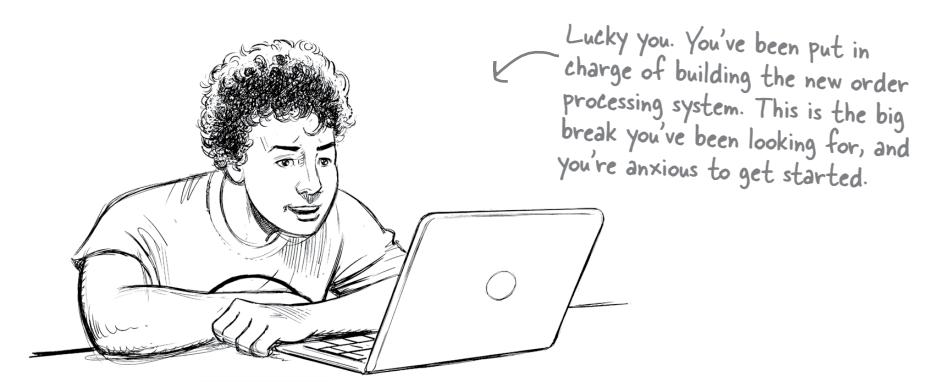 Lucky you. You've been put in
charge of building the new order
processing system. This is the big
break you've been looking for, and
you're anxious to get started.